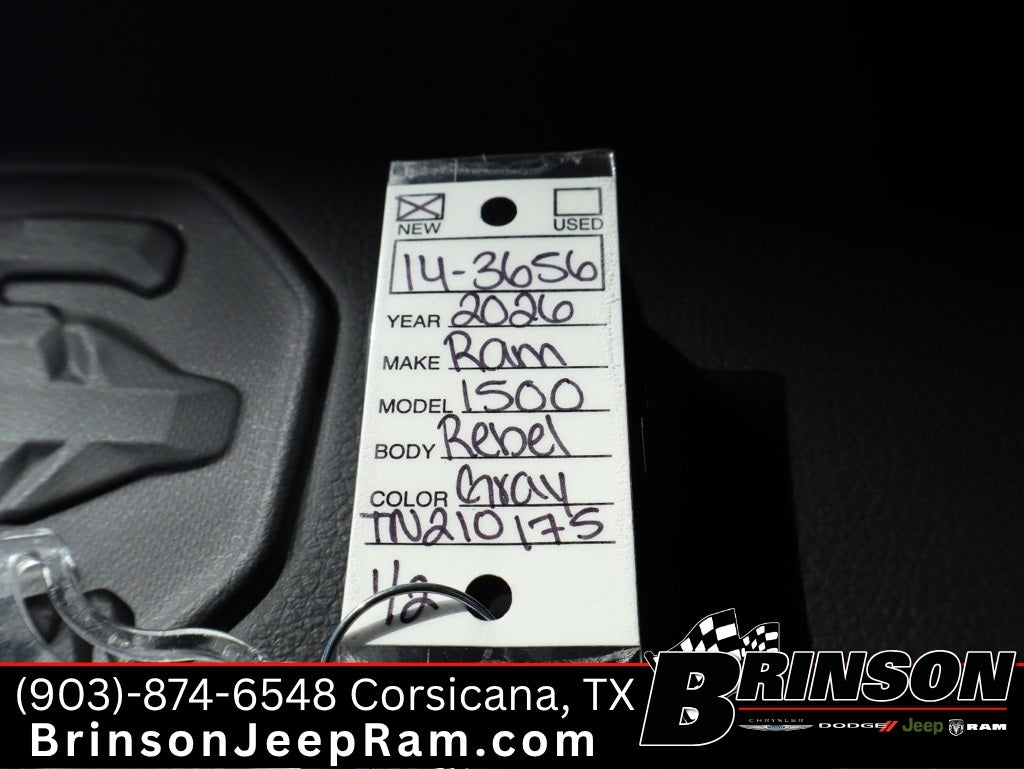 NEW USED
14-3656
YEAR 2026
MAKE Ram
MODEL 1500
BODY Rebel
COLOR Gray
TN210175
1/2
(903)-874-6548 Corsicana, TX
BrinsonJeepRam.com
BRINSON
CHRYSLER DODGE// Jeep RAM